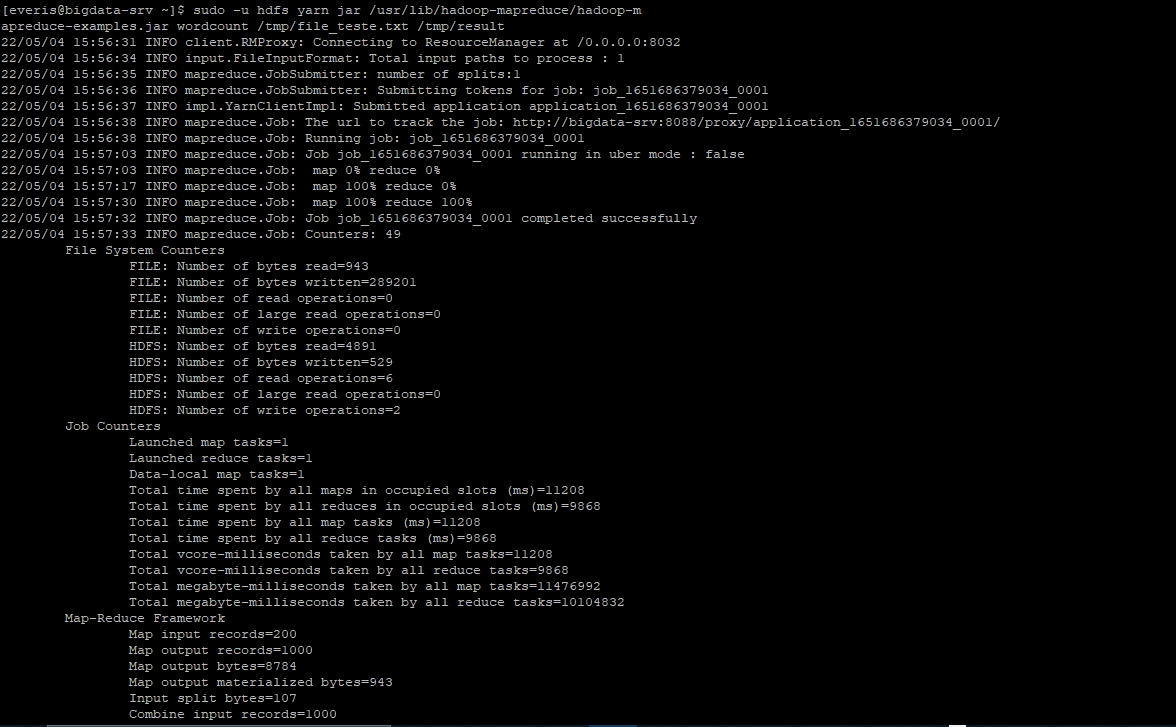 [everis@bigdata-srv ~]$ sudo -u hdfs yarn jar /usr/lib/hadoop-mapreduce/hadoop-m
apreduce-examples.jar wordcount /tmp/file_teste.txt /tmp/result
22/05/04 15:56:31 INFO client.RMProxy: Connecting to ResourceManager at /0.0.0.0:8032
22/05/04 15:56:34 INFO input.FileInputFormat: Total input paths to process : 1
22/05/04 15:56:35 INFO mapreduce.JobSubmitter: number of splits:1
22/05/04 15:56:36 INFO mapreduce.JobSubmitter: Submitting tokens for job: job_1651686379034_0001
22/05/04 15:56:37 INFO impl.YarnClientImpl: Submitted application application_1651686379034_0001
22/05/04 15:56:38 INFO mapreduce.Job: The url to track the job: http://bigdata-srv:8088/proxy/application_1651686379034_0001/
22/05/04 15:56:38 INFO mapreduce.Job: Running job: job_1651686379034_0001
22/05/04 15:57:03 INFO mapreduce.Job: Job job_1651686379034_0001 running in uber mode : false
22/05/04 15:57:03 INFO mapreduce.Job:  map 0% reduce 0%
22/05/04 15:57:17 INFO mapreduce.Job:  map 100% reduce 0%
22/05/04 15:57:30 INFO mapreduce.Job:  map 100% reduce 100%
22/05/04 15:57:32 INFO mapreduce.Job: Job job_1651686379034_0001 completed successfully
22/05/04 15:57:33 INFO mapreduce.Job: Counters: 49
File System Counters
FILE: Number of bytes read=943
FILE: Number of bytes written=289201
FILE: Number of read operations=0
FILE: Number of large read operations=0
FILE: Number of write operations=0
HDFS: Number of bytes read=4891
HDFS: Number of bytes written=529
HDFS: Number of read operations=6
HDFS: Number of large read operations=0
HDFS: Number of write operations=2
Job Counters
Launched map tasks=1
Launched reduce tasks=1
Data-local map tasks=1
Total time spent by all maps in occupied slots (ms)=11208
Total time spent by all reduces in occupied slots (ms)=9868
Total time spent by all map tasks (ms)=11208
Total time spent by all reduce tasks (ms)=9868
Total vcore-milliseconds taken by all map tasks=11208
Total vcore-milliseconds taken by all reduce tasks=9868
Total megabyte-milliseconds taken by all map tasks=11476992
Total megabyte-milliseconds taken by all reduce tasks=10104832
Map-Reduce Framework
Map input records=200
Map output records=1000
Map output bytes=8784
Map output materialized bytes=943
Input split bytes=107
Combine input records=1000